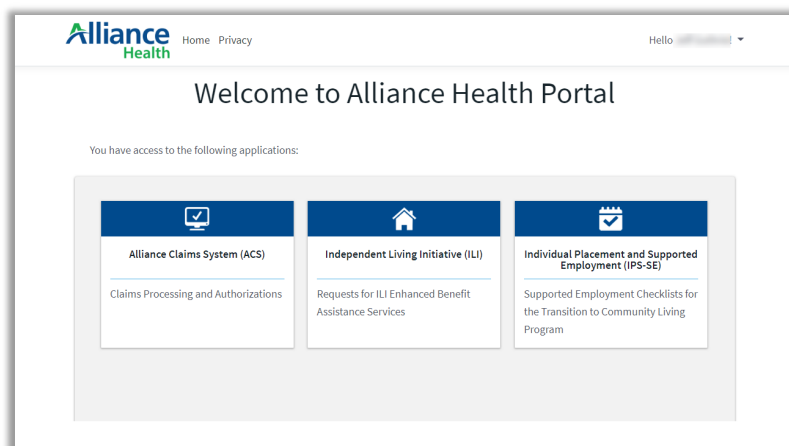 Alliance
Health
Home Privacy
Hello
Welcome to Alliance Health Portal
You have access to the following applications:
Alliance Claims System (ACS)
Claims Processing and Authorizations
Independent Living Initiative (ILI)
Requests for ILI Enhanced Benefit
Assistance Services
Individual Placement and Supported
Employment (IPS-SE)
Supported Employment Checklists for
the Transition to Community Living
Program